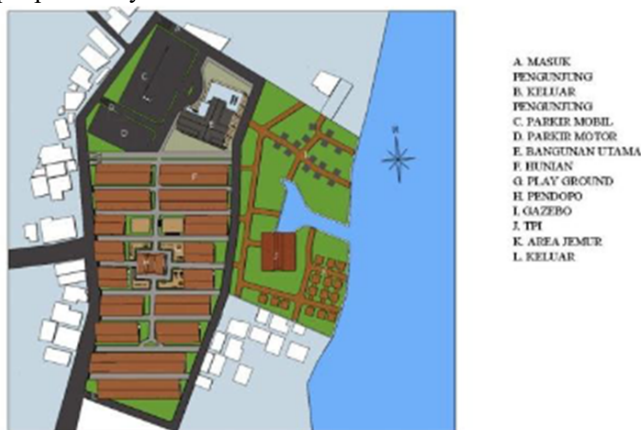 A. MASUK
PENGUNJUNG
B. KELUAR
PENGUNJUNG
C. PARKIR MOBIL
D. PARKIR MOTOR
E. BANGUNAN UTAMA
F. HUNIAN
G. PLAY GROUND
H. PENDOPO
I. GAZEBO
J. TPI
K. AREA JEMUR
L. KELUAR